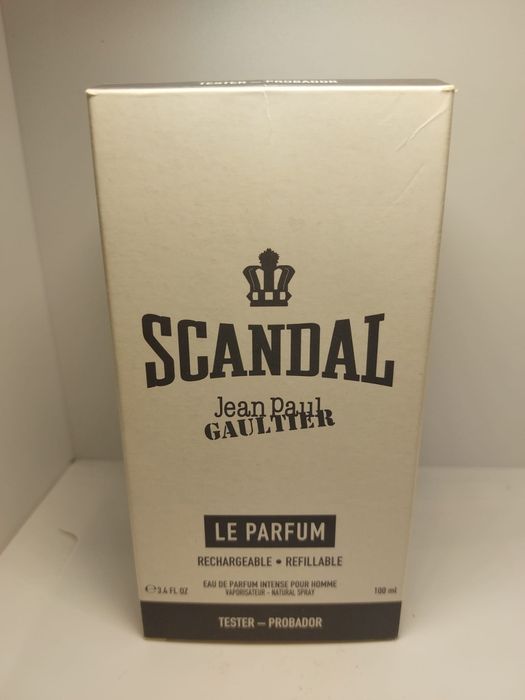 TESTER — PROBADOR
SCANDAL
Jean Paul
GAULTIER
LE PARFUM
RECHARGEABLE • REFILLABLE
EAU DE PARFUM INTENSE POUR HOMME
℮ 3.4 FL OZ VAPORISATEUR - NATURAL SPRAY 100 ml
TESTER — PROBADOR